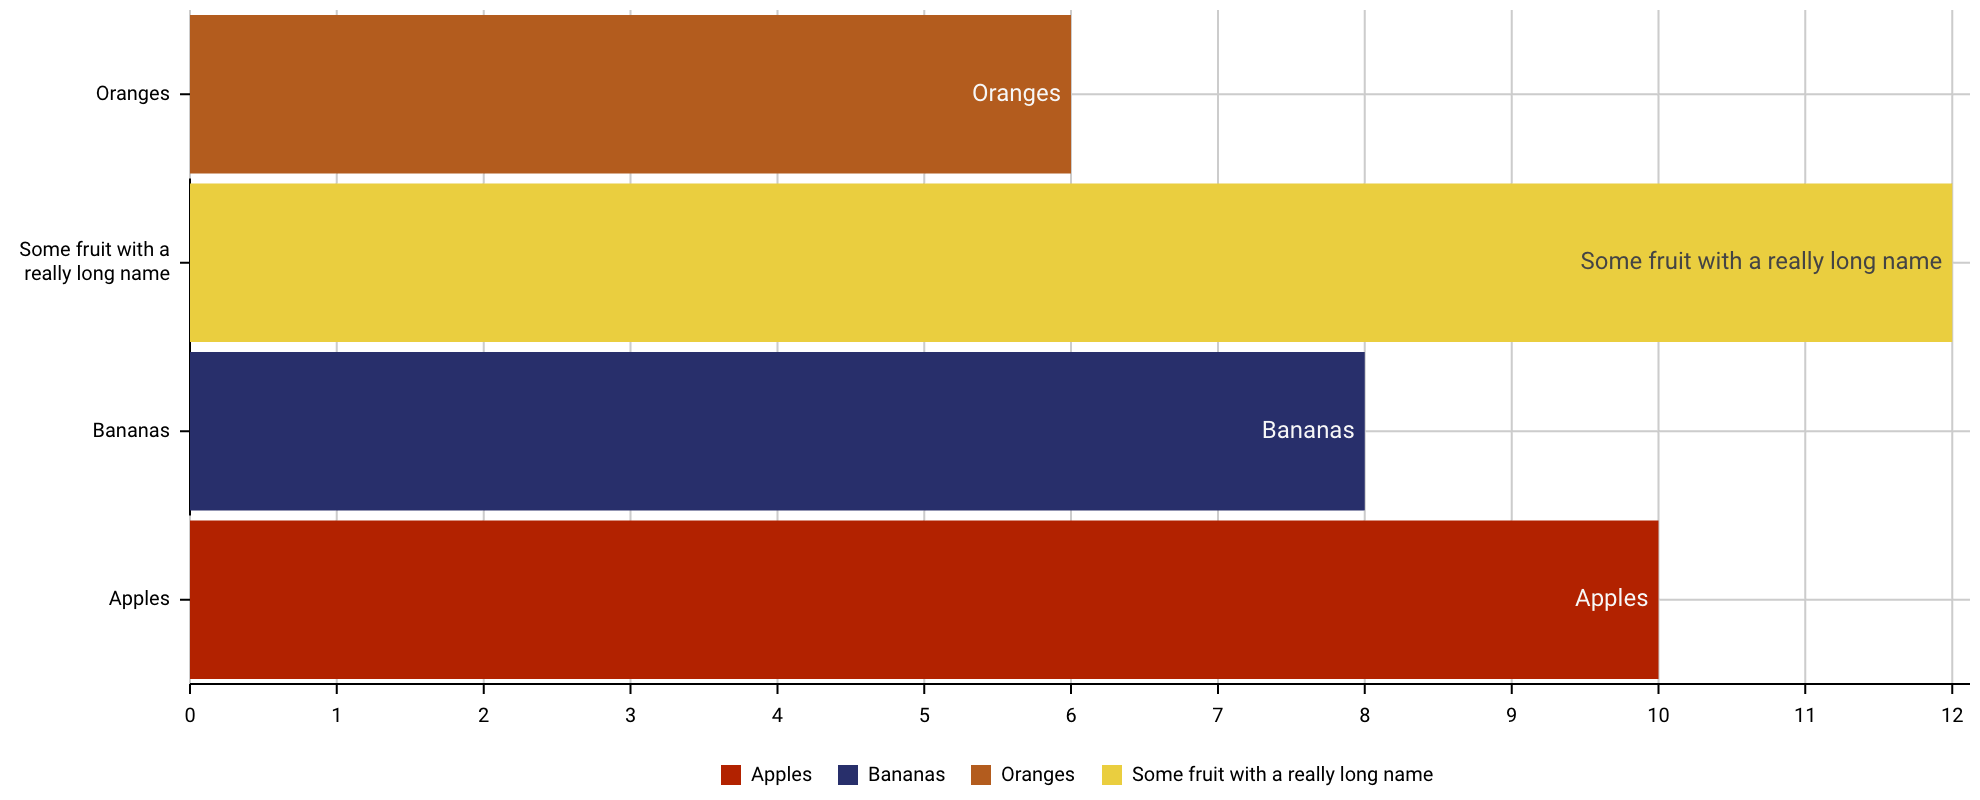 Oranges
Oranges
Some fruit with a
really long name
Some fruit with a really long name
Bananas
Bananas
Apples
Apples
0 1 2 3 4 5 6 7 8 9 10 11 12
Apples Bananas Oranges Some fruit with a really long name